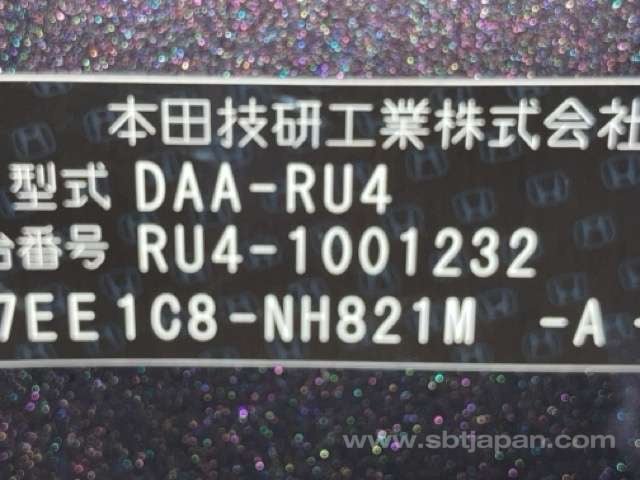 本田技研工業株式会社
型式 DAA-RU4
台番号 RU4-1001232
7EE1C8-NH821M -A -
www.sbtjapan.com